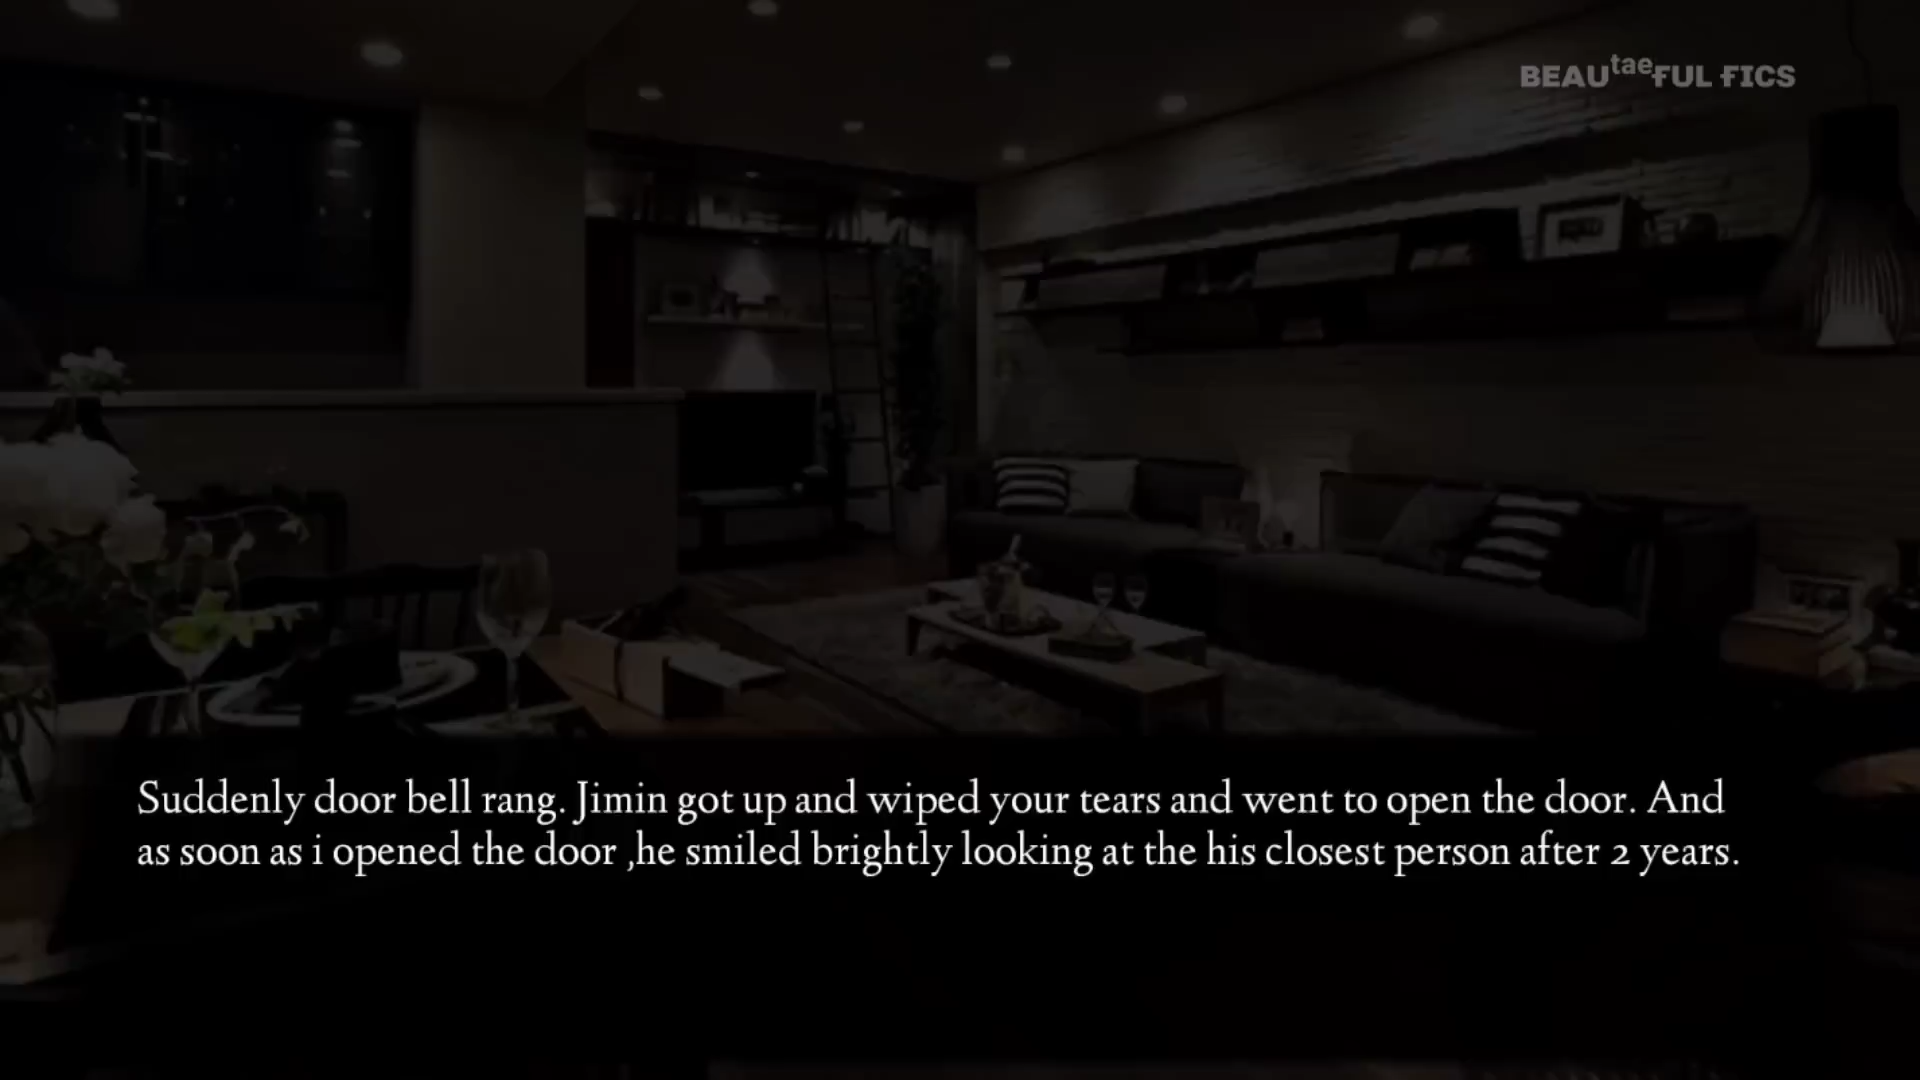 BEAUtaeFUL FICS
Suddenly door bell rang. Jimin got up and wiped your tears and went to open the door. And
as soon as i opened the door ,he smiled brightly looking at the his closest person after 2 years.